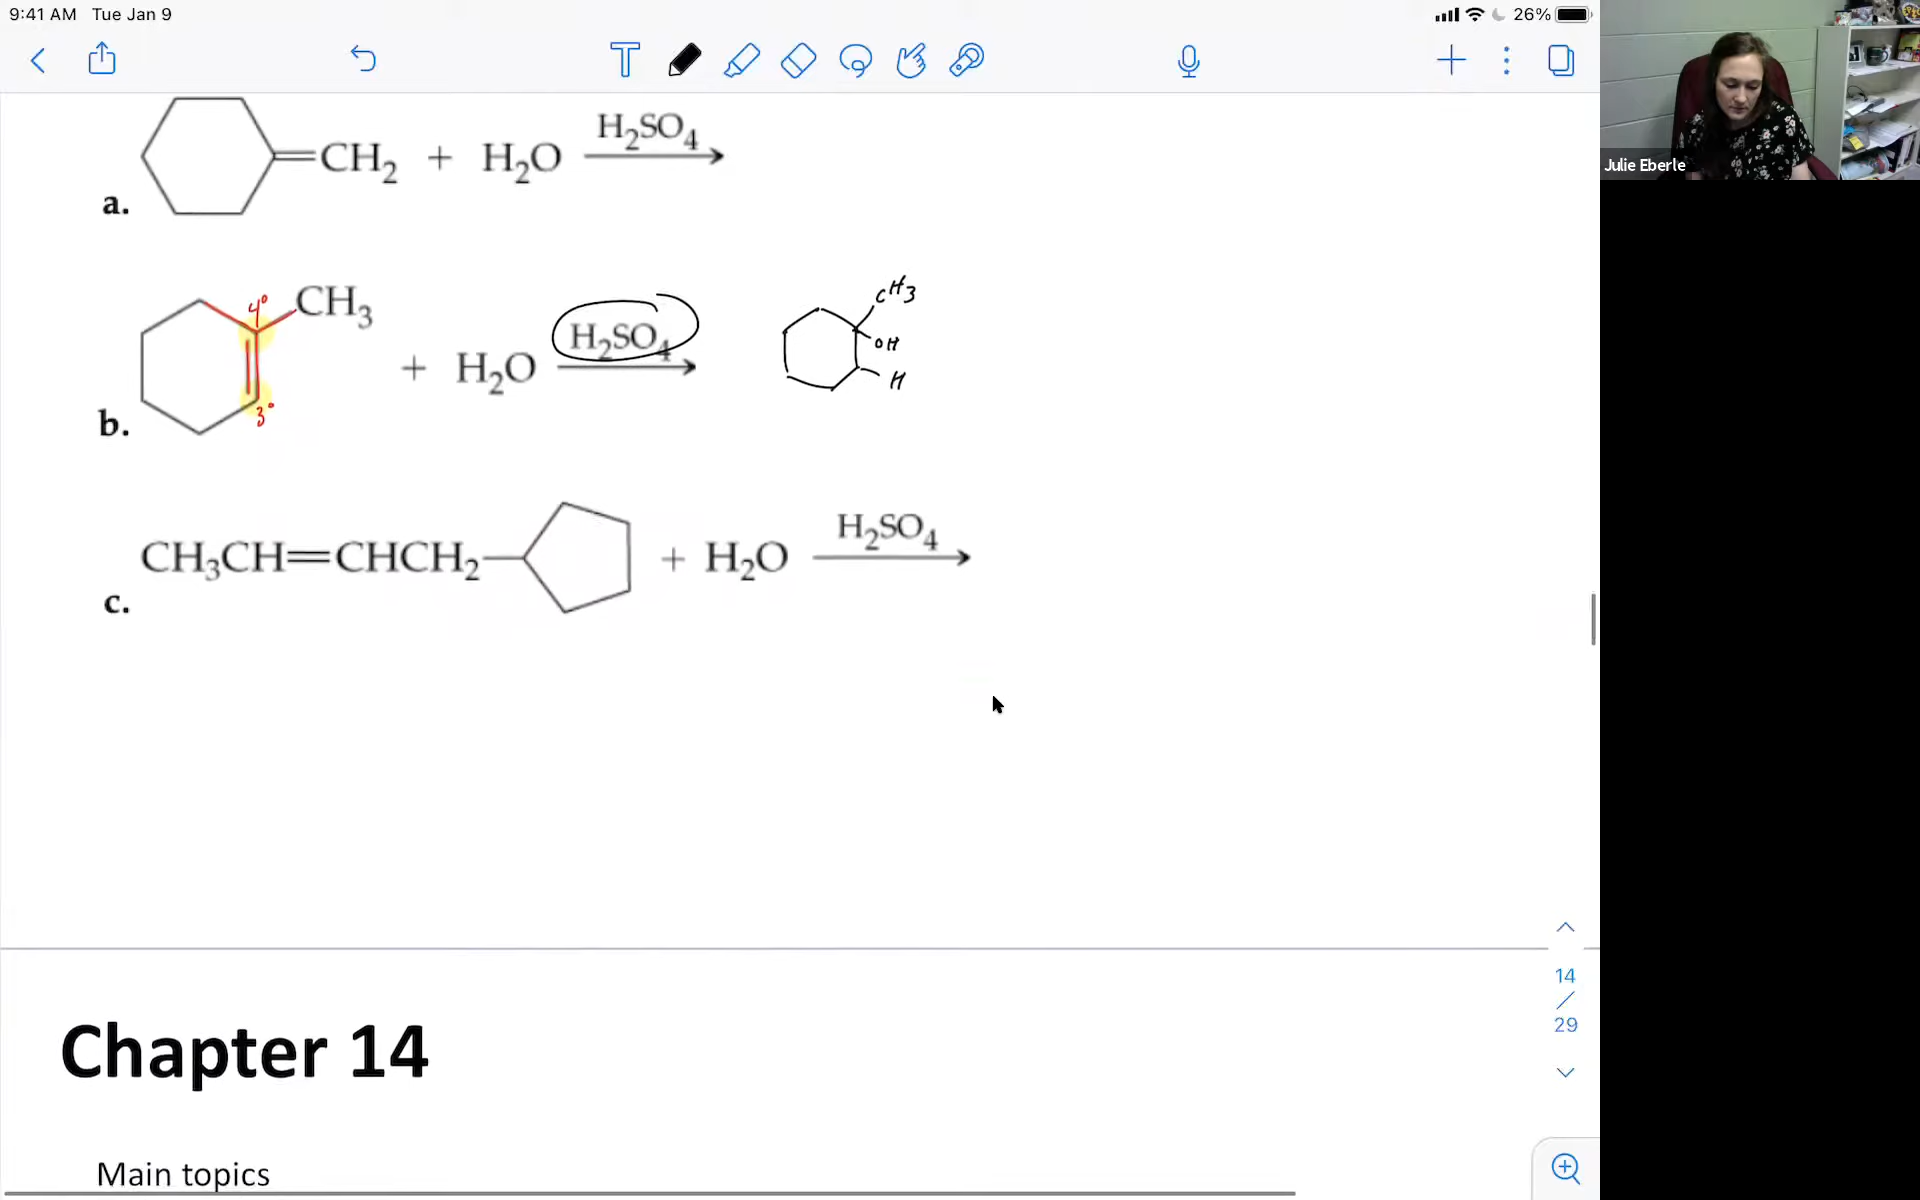 9:41 AM Tue Jan 9
26%
Julie Eberle
H₂SO₄
=CH₂ + H₂O
a.
4° CH₃
H₂SO₄
+ H₂O
3°
b.
CH3
OH
H
H₂SO₄
CH₃CH=CHCH₂ + H₂O
c.
14
/
29
Chapter 14
Main topics